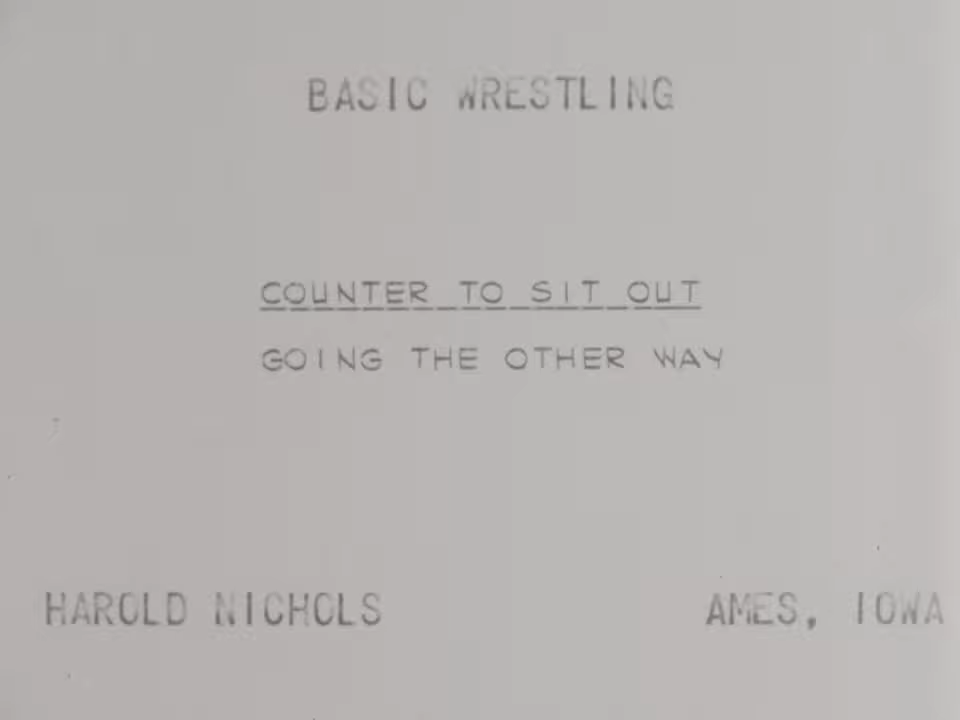 BASIC WRESTLING
COUNTER TO SIT OUT
GOING THE OTHER WAY
HAROLD NICHOLS
AMES, IOWA